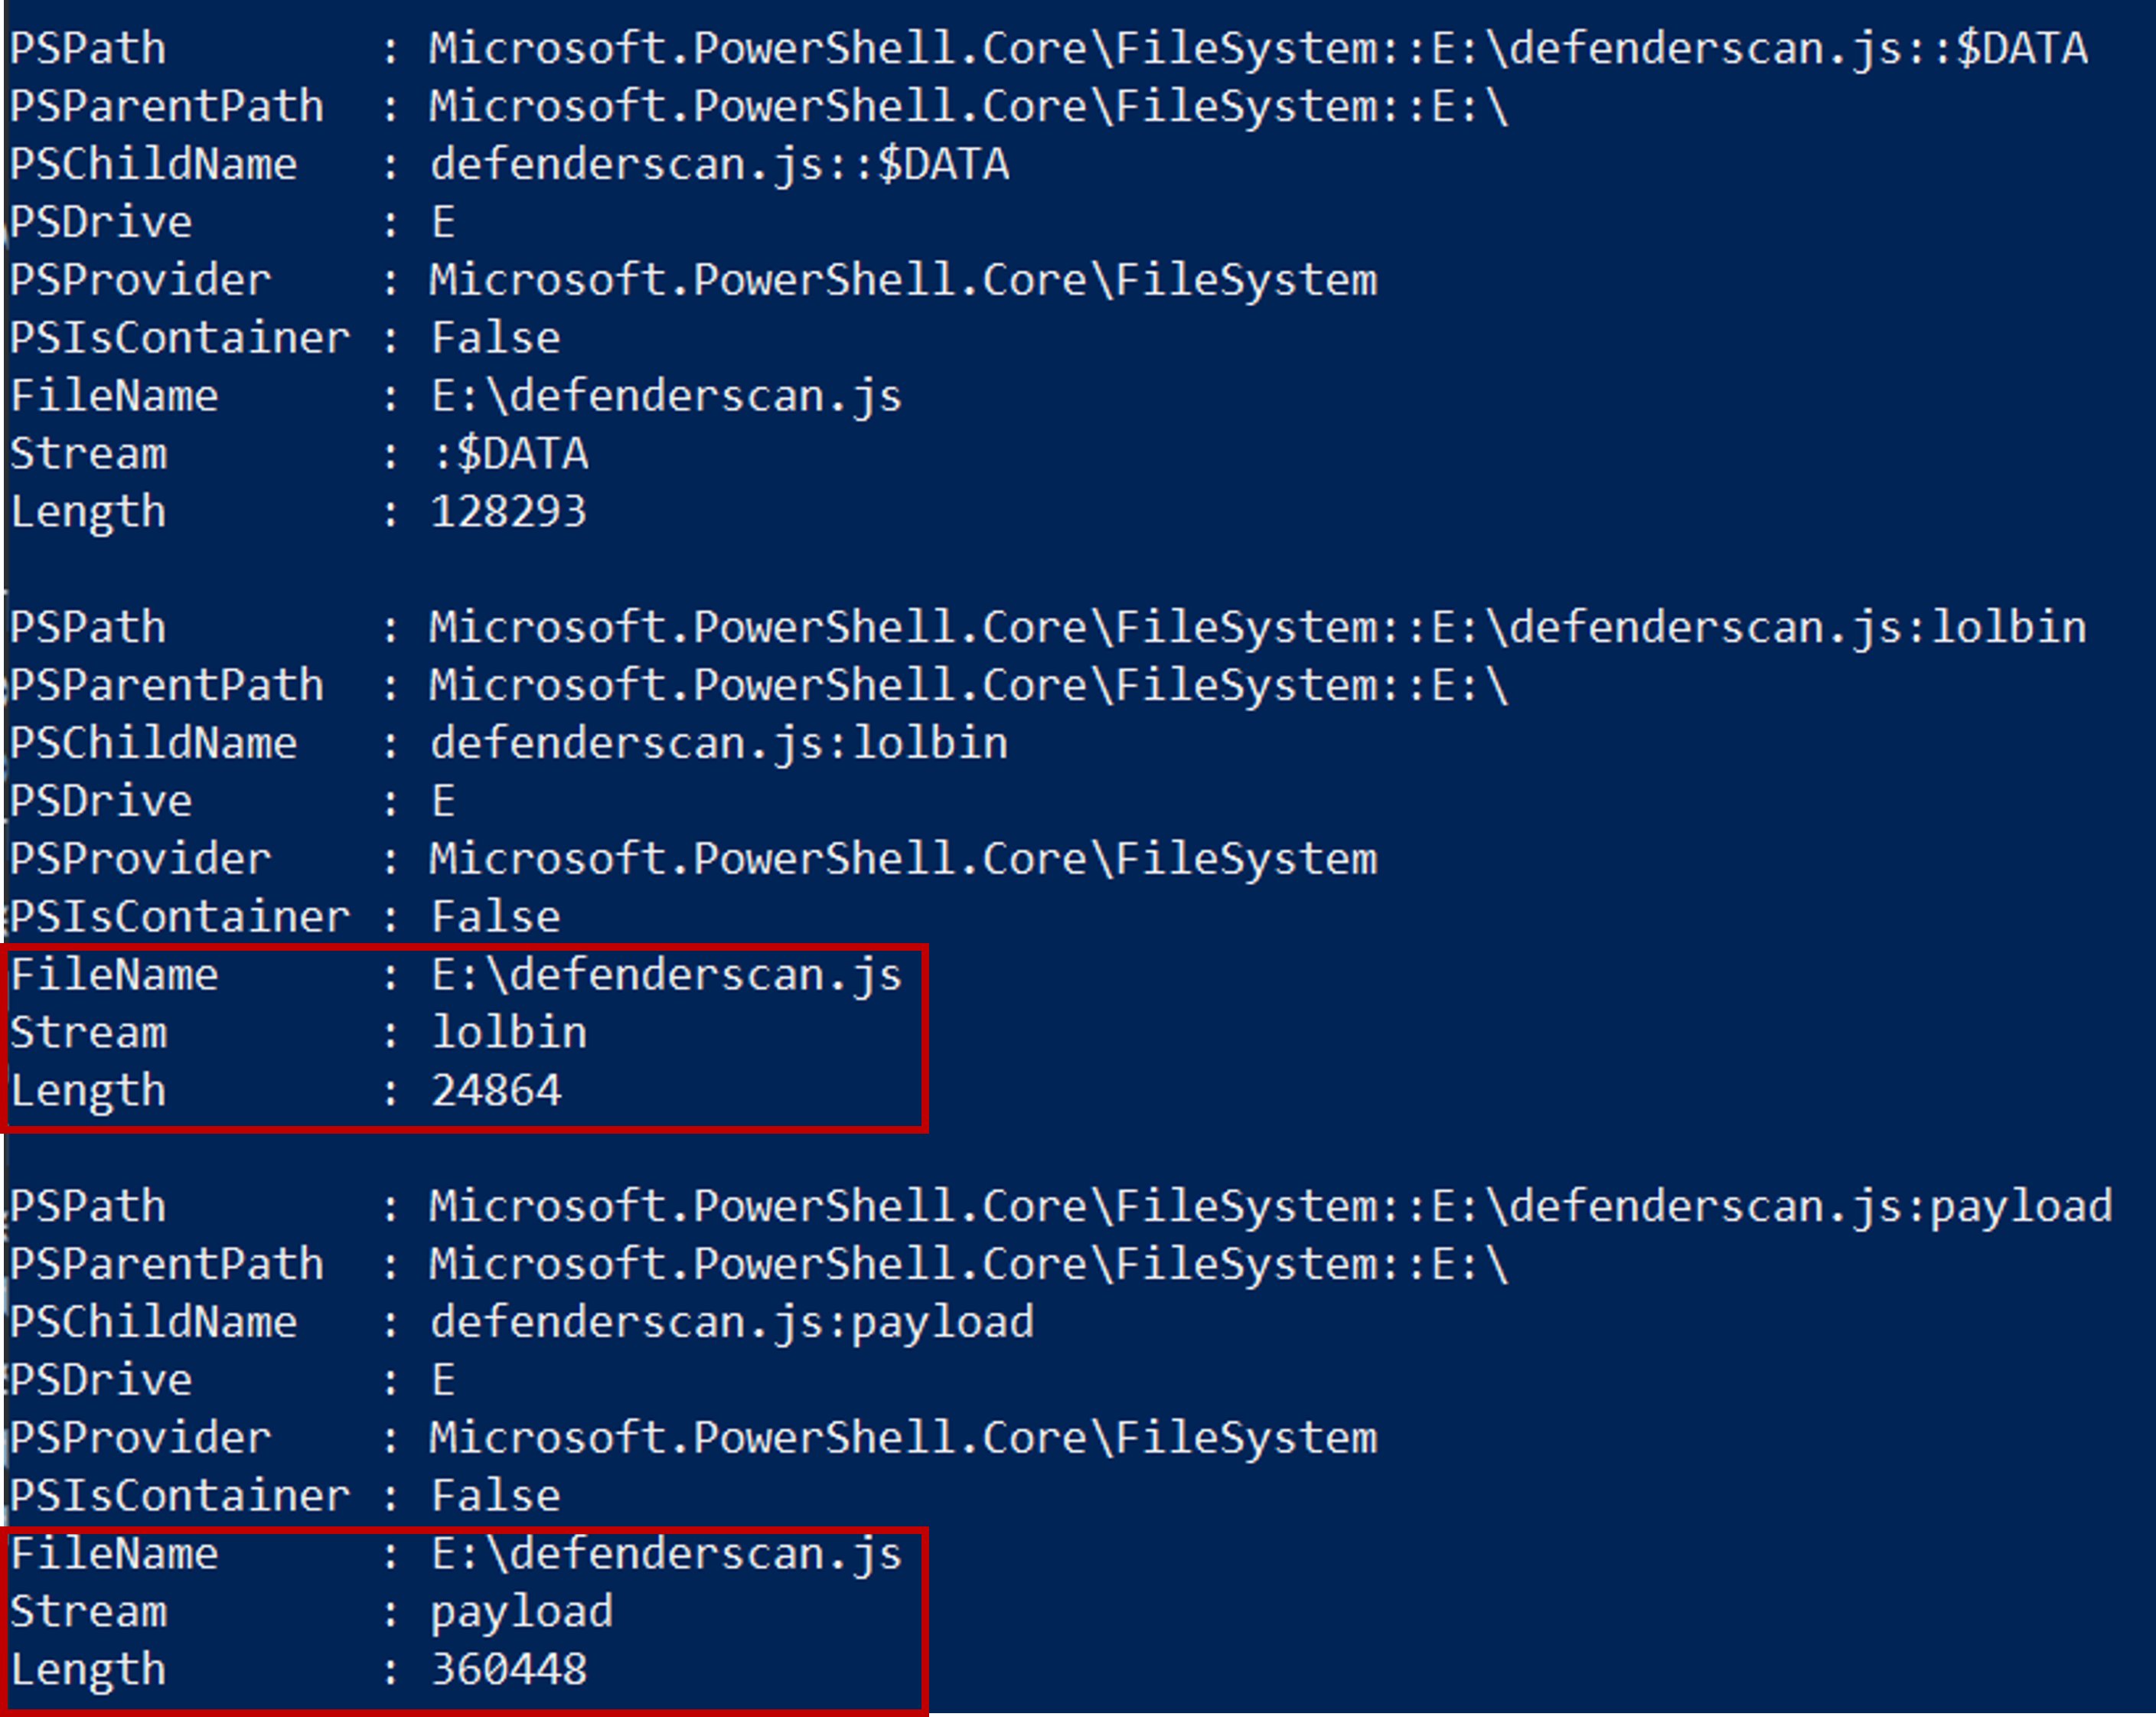 PSPath        : Microsoft.PowerShell.Core\FileSystem::E:\defenderscan.js::$DATA
PSParentPath  : Microsoft.PowerShell.Core\FileSystem::E:\
PSChildName   : defenderscan.js::$DATA
PSDrive       : E
PSProvider    : Microsoft.PowerShell.Core\FileSystem
PSIsContainer : False
FileName      : E:\defenderscan.js
Stream        : :$DATA
Length        : 128293
PSPath        : Microsoft.PowerShell.Core\FileSystem::E:\defenderscan.js:lolbin
PSParentPath  : Microsoft.PowerShell.Core\FileSystem::E:\
PSChildName   : defenderscan.js:lolbin
PSDrive       : E
PSProvider    : Microsoft.PowerShell.Core\FileSystem
PSIsContainer : False
FileName      : E:\defenderscan.js
Stream        : lolbin
Length        : 24864
PSPath        : Microsoft.PowerShell.Core\FileSystem::E:\defenderscan.js:payload
PSParentPath  : Microsoft.PowerShell.Core\FileSystem::E:\
PSChildName   : defenderscan.js:payload
PSDrive       : E
PSProvider    : Microsoft.PowerShell.Core\FileSystem
PSIsContainer : False
FileName      : E:\defenderscan.js
Stream        : payload
Length        : 360448